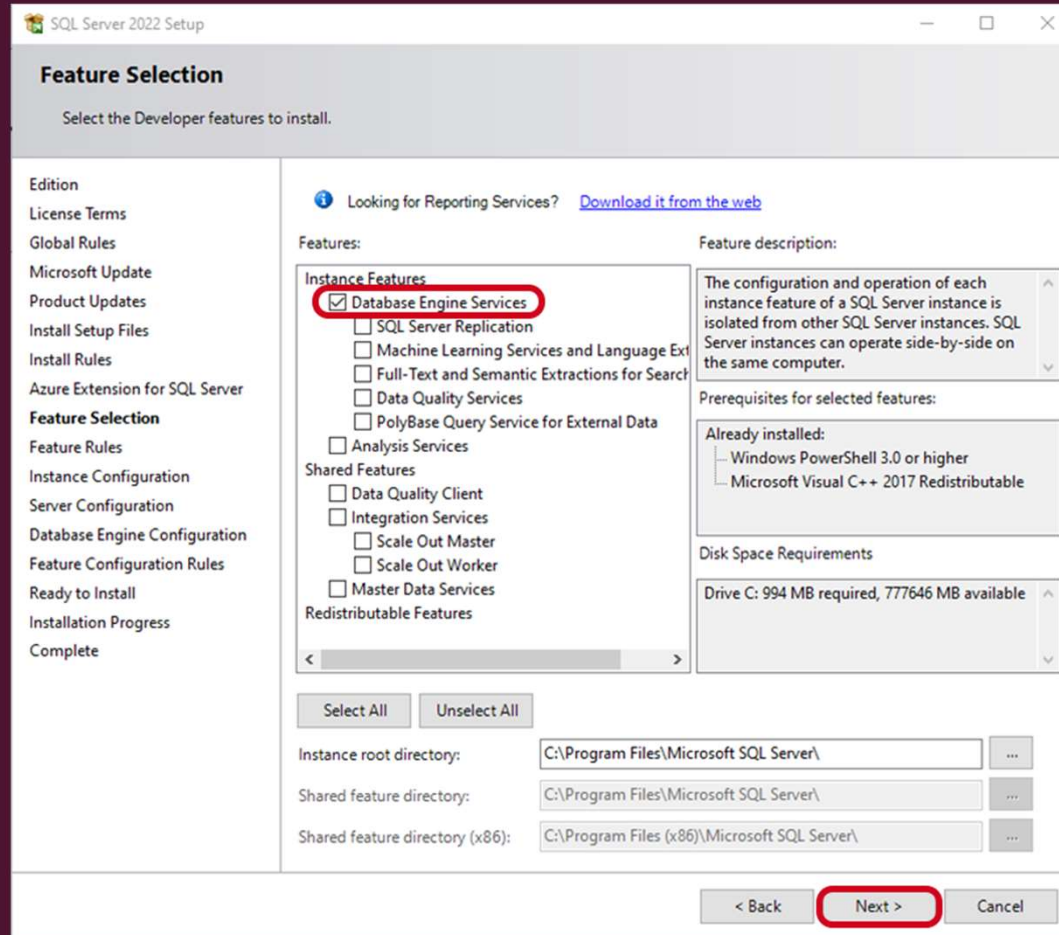 SQL Server 2022 Setup
Feature Selection
Select the Developer features to install.
Edition
License Terms
Global Rules
Microsoft Update
Product Updates
Install Setup Files
Install Rules
Azure Extension for SQL Server
Feature Selection
Feature Rules
Instance Configuration
Server Configuration
Database Engine Configuration
Feature Configuration Rules
Ready to Install
Installation Progress
Complete
Looking for Reporting Services? Download it from the web
Features:
Instance Features
Database Engine Services
SQL Server Replication
Machine Learning Services and Language Ext
Full-Text and Semantic Extractions for Search
Data Quality Services
PolyBase Query Service for External Data
Analysis Services
Shared Features
Data Quality Client
Integration Services
Scale Out Master
Scale Out Worker
Master Data Services
Redistributable Features
Feature description:
The configuration and operation of each
instance feature of a SQL Server instance is
isolated from other SQL Server instances. SQL
Server instances can operate side-by-side on
the same computer.
Prerequisites for selected features:
Already installed:
Windows PowerShell 3.0 or higher
Microsoft Visual C++ 2017 Redistributable
Disk Space Requirements
Drive C: 994 MB required, 777646 MB available
Select All Unselect All
Instance root directory: C:\Program Files\Microsoft SQL Server\ ...
Shared feature directory: C:\Program Files\Microsoft SQL Server\ ...
Shared feature directory (x86): C:\Program Files (x86)\Microsoft SQL Server\ ...
< Back Next > Cancel